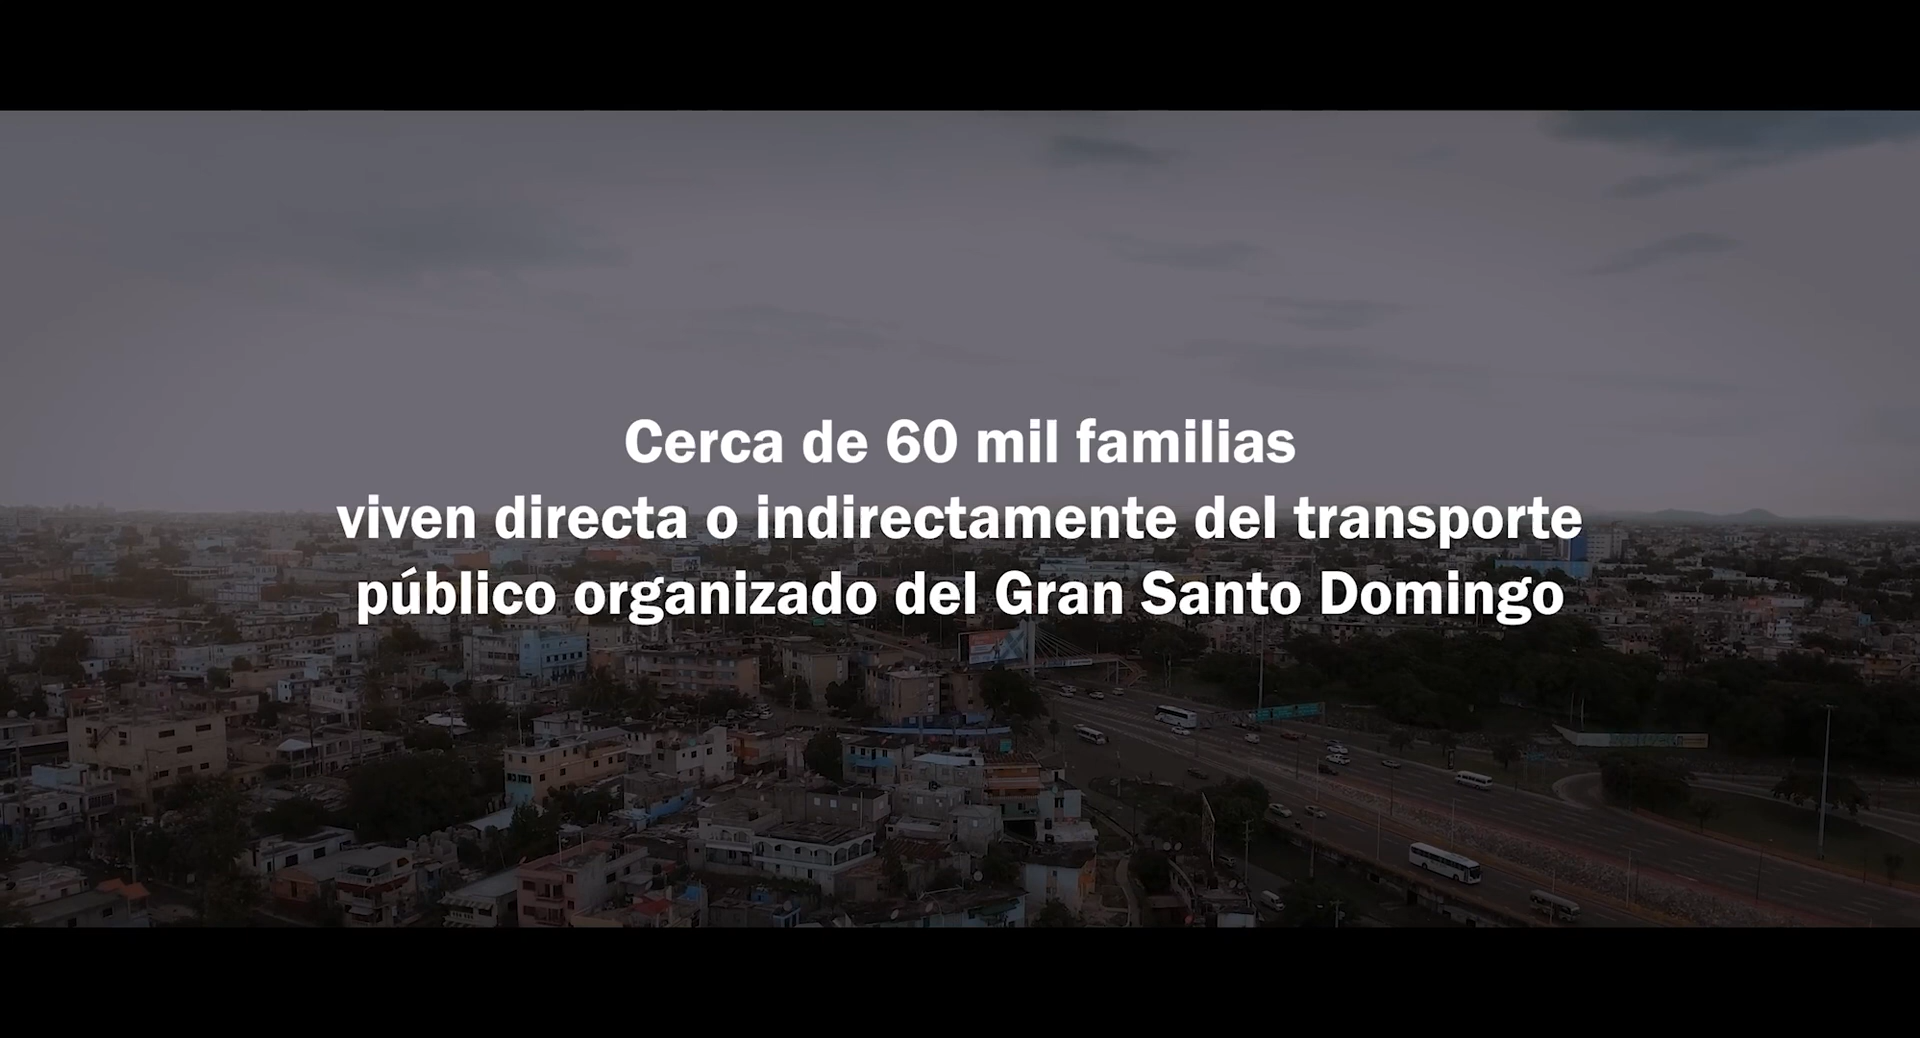 Cerca de 60 mil familias
viven directa o indirectamente del transporte
público organizado del Gran Santo Domingo